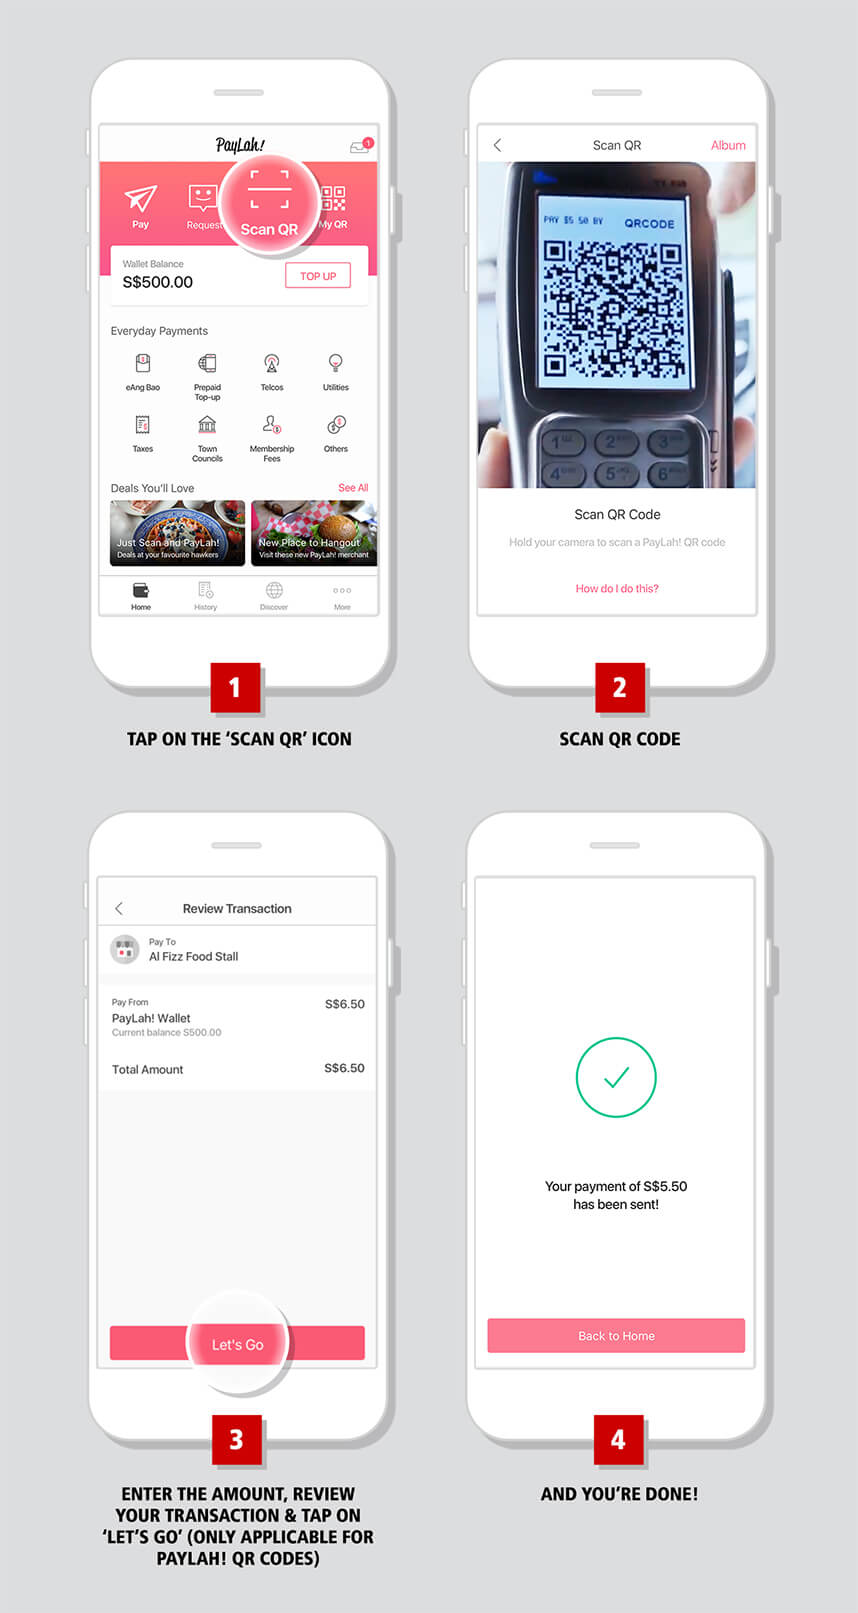 PayLah!
1
Pay
Request
Scan QR
My QR
Wallet Balance
S$500.00
TOP UP
Everyday Payments
eAng Bao
Prepaid
Top-up
Telcos
Utilities
Taxes
Town
Councils
Membership
Fees
Others
Deals You'll Love
See All
Just Scan and PayLah!
Deals at your favourite hawkers
New Place to Hangout
Visit these new PayLah! merchant
Home
History
Discover
More
1
TAP ON THE ‘SCAN QR’ ICON
Scan QR
Album
PAY $5 50 BY QRCODE
1
2
3
4
5
6
Scan QR Code
Hold your camera to scan a PayLah! QR code
How do I do this?
2
SCAN QR CODE
Review Transaction
Pay To
Al Fizz Food Stall
Pay From
S$6.50
PayLah! Wallet
Current balance S500.00
Total Amount
S$6.50
Let's Go
3
ENTER THE AMOUNT, REVIEW
YOUR TRANSACTION & TAP ON
‘LET’S GO’ (ONLY APPLICABLE FOR
PAYLAH! QR CODES)
Your payment of S$5.50
has been sent!
Back to Home
4
AND YOU’RE DONE!